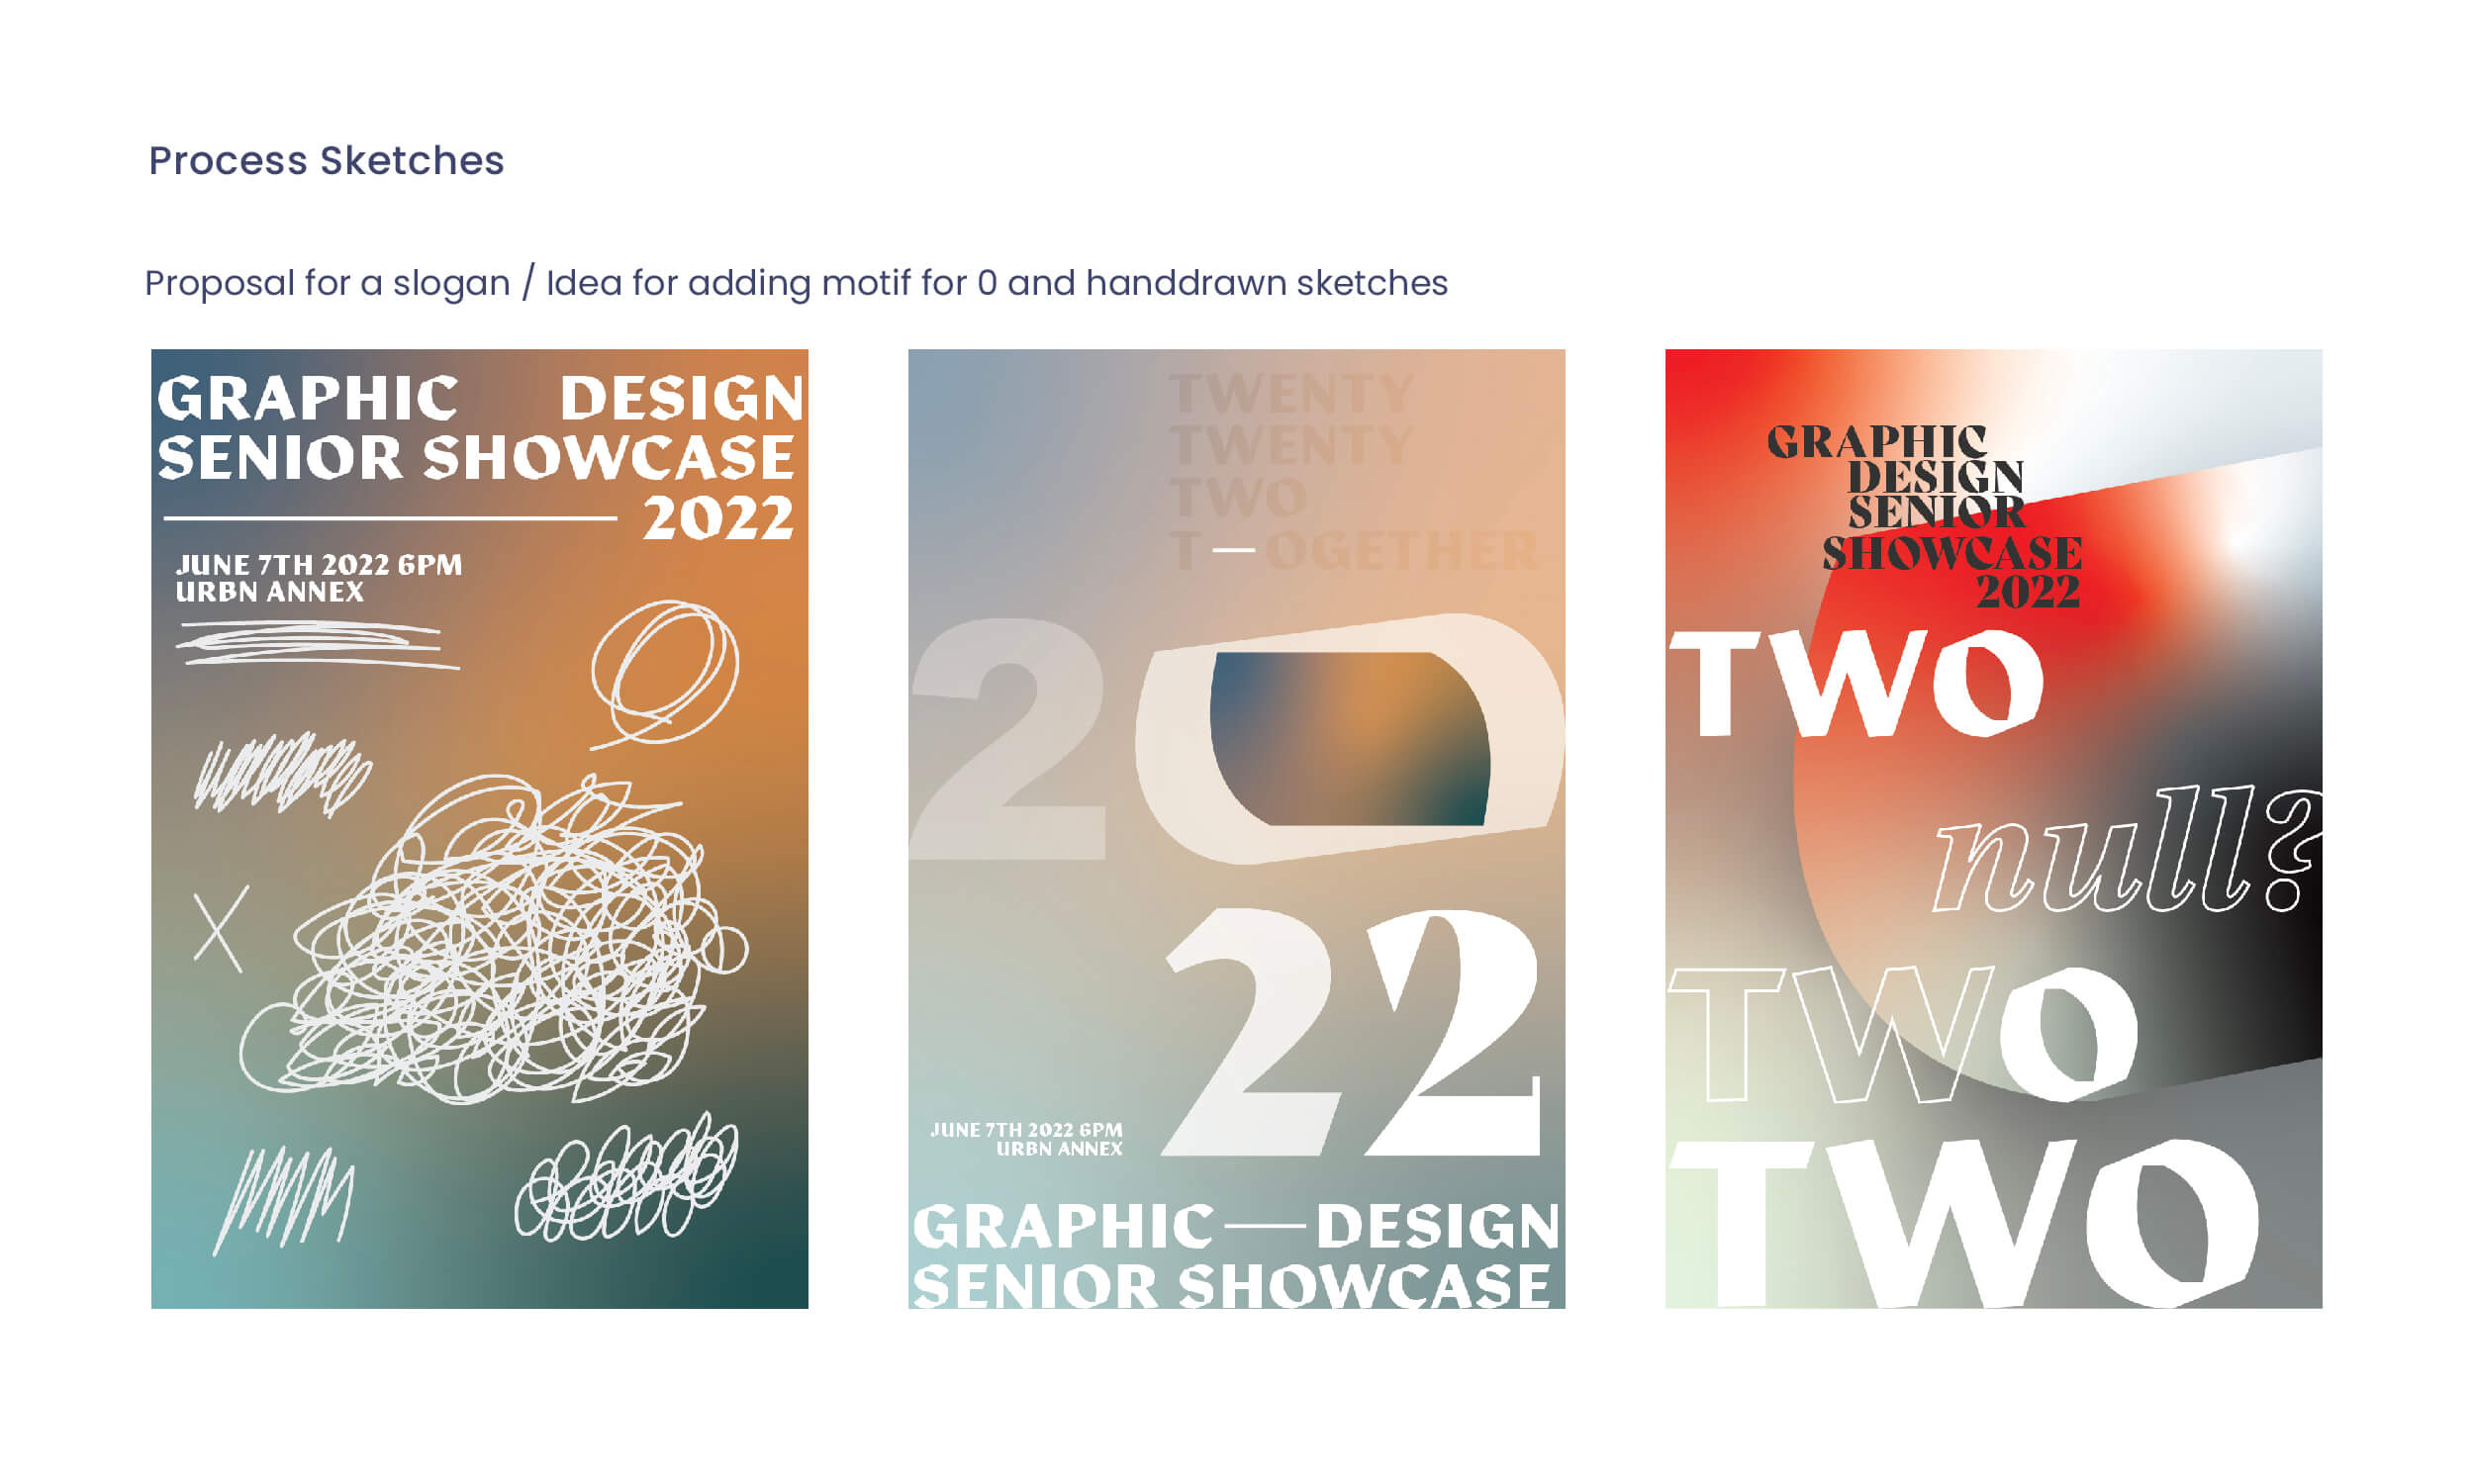 Process Sketches
Proposal for a slogan / Idea for adding motif for 0 and handdrawn sketches
GRAPHIC DESIGN
SENIOR SHOWCASE
2022
JUNE 7TH 2022 6PM
URBN ANNEX
TWENTY
TWENTY
TWO
T — OGETHER
20
22
JUNE 7TH 2022 6PM
URBN ANNEX
GRAPHIC — DESIGN
SENIOR SHOWCASE
GRAPHIC
DESIGN
SENIOR
SHOWCASE
2022
TWO
null?
TWO
TWO